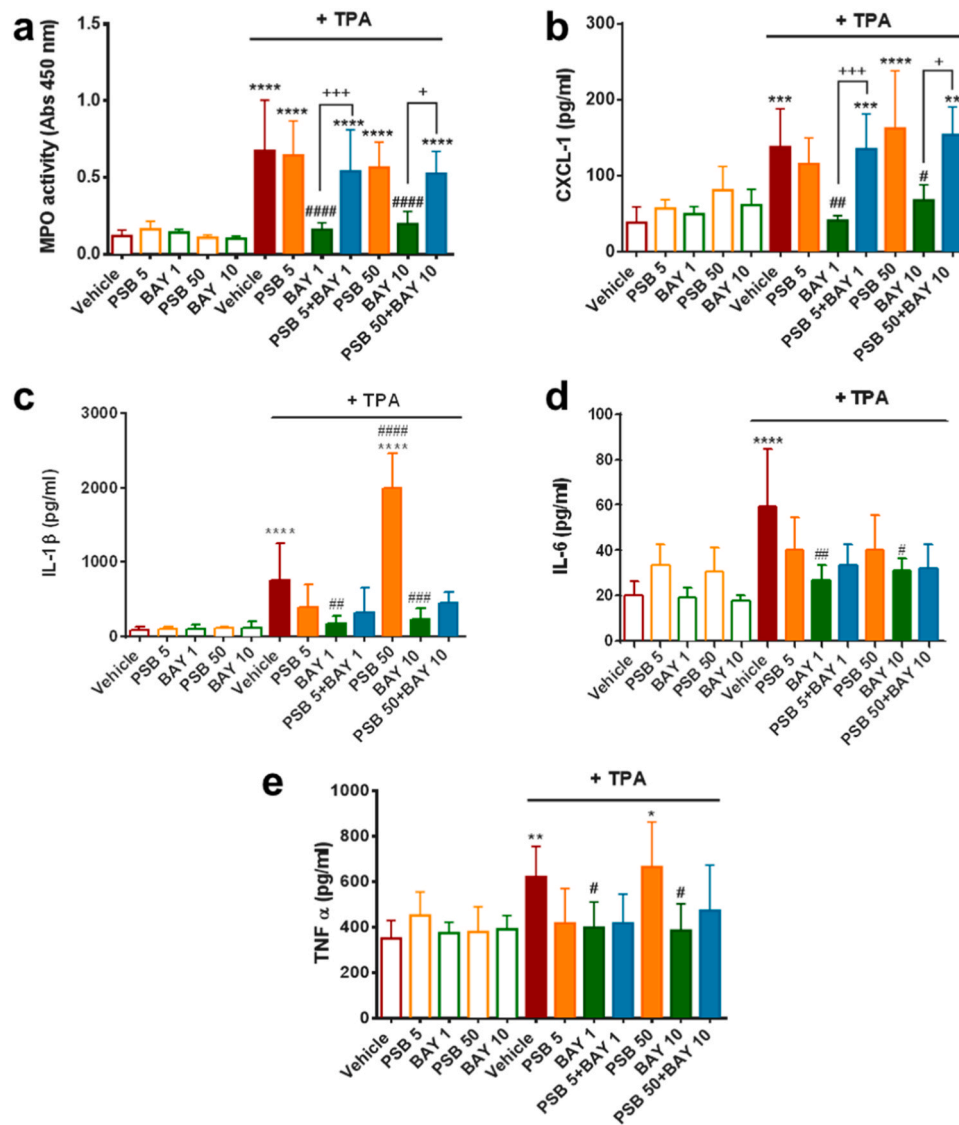 a
+ TPA
MPO activity (Abs 450 nm)
1.5
1.0
0.5
0.0
****
****
####
+++
****
****
####
+
****
Vehicle
PSB 5
BAY 1
PSB 50
BAY 10
Vehicle
PSB 5
BAY 1
PSB 5+BAY 1
PSB 50
BAY 10
PSB 50+BAY 10
b
+ TPA
CXCL-1 (pg/ml)
300
200
100
0
***
##
+++
***
****
#
+
**
Vehicle
PSB 5
BAY 1
PSB 50
BAY 10
Vehicle
PSB 5
BAY 1
PSB 5+BAY 1
PSB 50
BAY 10
PSB 50+BAY 10
c
+ TPA
IL-1β (pg/ml)
3000
2000
1000
0
****
##
####
****
###
Vehicle
PSB 5
BAY 1
PSB 50
BAY 10
Vehicle
PSB 5
BAY 1
PSB 5+BAY 1
PSB 50
BAY 10
PSB 50+BAY 10
d
+ TPA
IL-6 (pg/ml)
100
80
60
40
20
0
****
##
#
Vehicle
PSB 5
BAY 1
PSB 50
BAY 10
Vehicle
PSB 5
BAY 1
PSB 5+BAY 1
PSB 50
BAY 10
PSB 50+BAY 10
e
+ TPA
TNF α (pg/ml)
1000
800
600
400
200
0
**
#
*
#
Vehicle
PSB 5
BAY 1
PSB 50
BAY 10
Vehicle
PSB 5
BAY 1
PSB 5+BAY 1
PSB 50
BAY 10
PSB 50+BAY 10